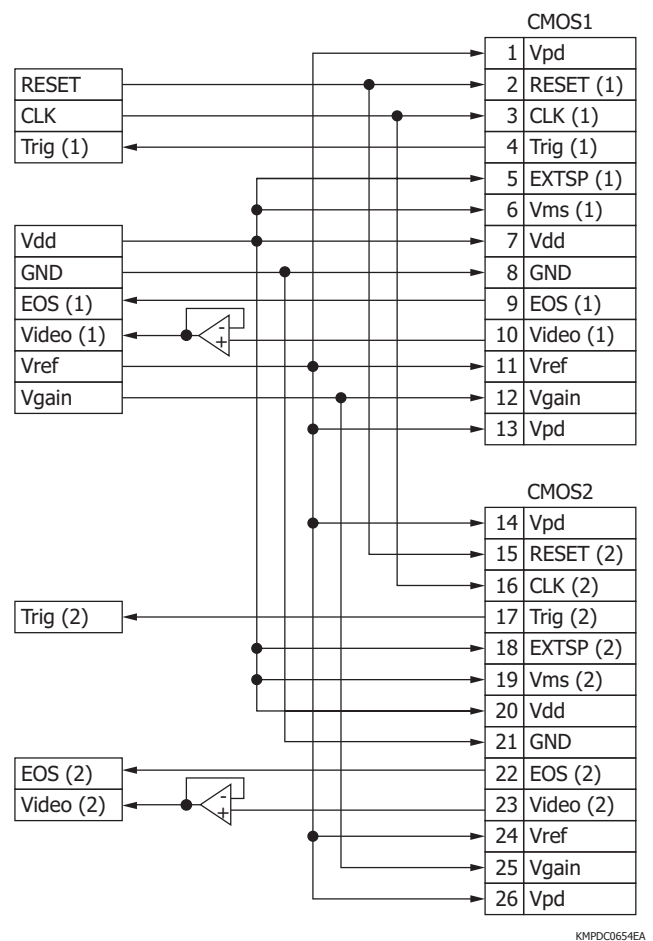 CMOS1
1 Vpd
RESET 2 RESET (1)
CLK 3 CLK (1)
Trig (1) 4 Trig (1)
5 EXTSP (1)
6 Vms (1)
Vdd 7 Vdd
GND 8 GND
EOS (1) 9 EOS (1)
Video (1) - + 10 Video (1)
Vref 11 Vref
Vgain 12 Vgain
13 Vpd
CMOS2
14 Vpd
15 RESET (2)
16 CLK (2)
Trig (2) 17 Trig (2)
18 EXTSP (2)
19 Vms (2)
20 Vdd
21 GND
EOS (2) 22 EOS (2)
Video (2) - + 23 Video (2)
24 Vref
25 Vgain
26 Vpd
KMPDC0654EA